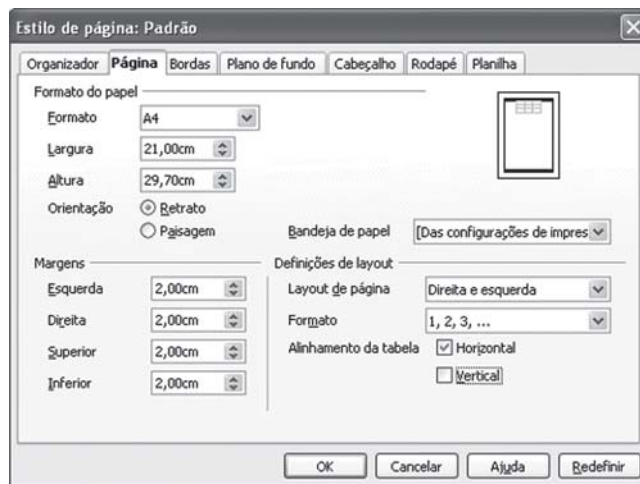 Estilo de página: Padrão
Organizador Página Bordas Plano de fundo Cabeçalho Rodapé Planilha
Formato do papel
Formato A4
Largura 21,00cm
Altura 29,70cm
Orientação Retrato
Paisagem
Bandeja de papel [Das configurações de impres
Margens
Esquerda 2,00cm
Direita 2,00cm
Superior 2,00cm
Inferior 2,00cm
Definições de layout
Layout de página Direita e esquerda
Formato 1, 2, 3, ...
Alinhamento da tabela Horizontal
Vertical
OK Cancelar Ajuda Redefinir